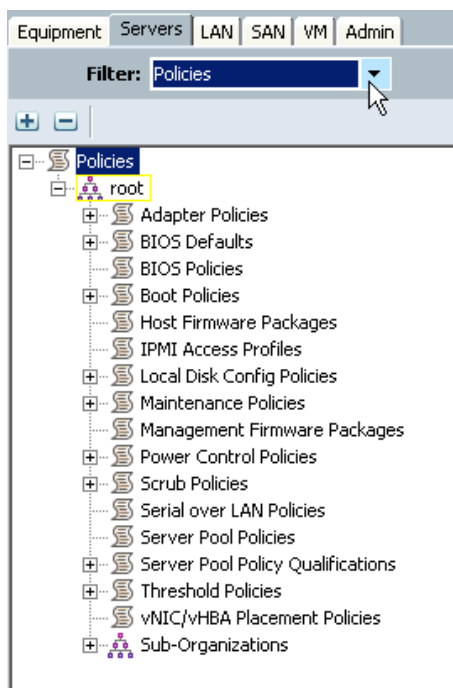 Equipment Servers LAN SAN VM Admin
Filter: Policies
Policies
root
Adapter Policies
BIOS Defaults
BIOS Policies
Boot Policies
Host Firmware Packages
IPMI Access Profiles
Local Disk Config Policies
Maintenance Policies
Management Firmware Packages
Power Control Policies
Scrub Policies
Serial over LAN Policies
Server Pool Policies
Server Pool Policy Qualifications
Threshold Policies
vNIC/vHBA Placement Policies
Sub-Organizations